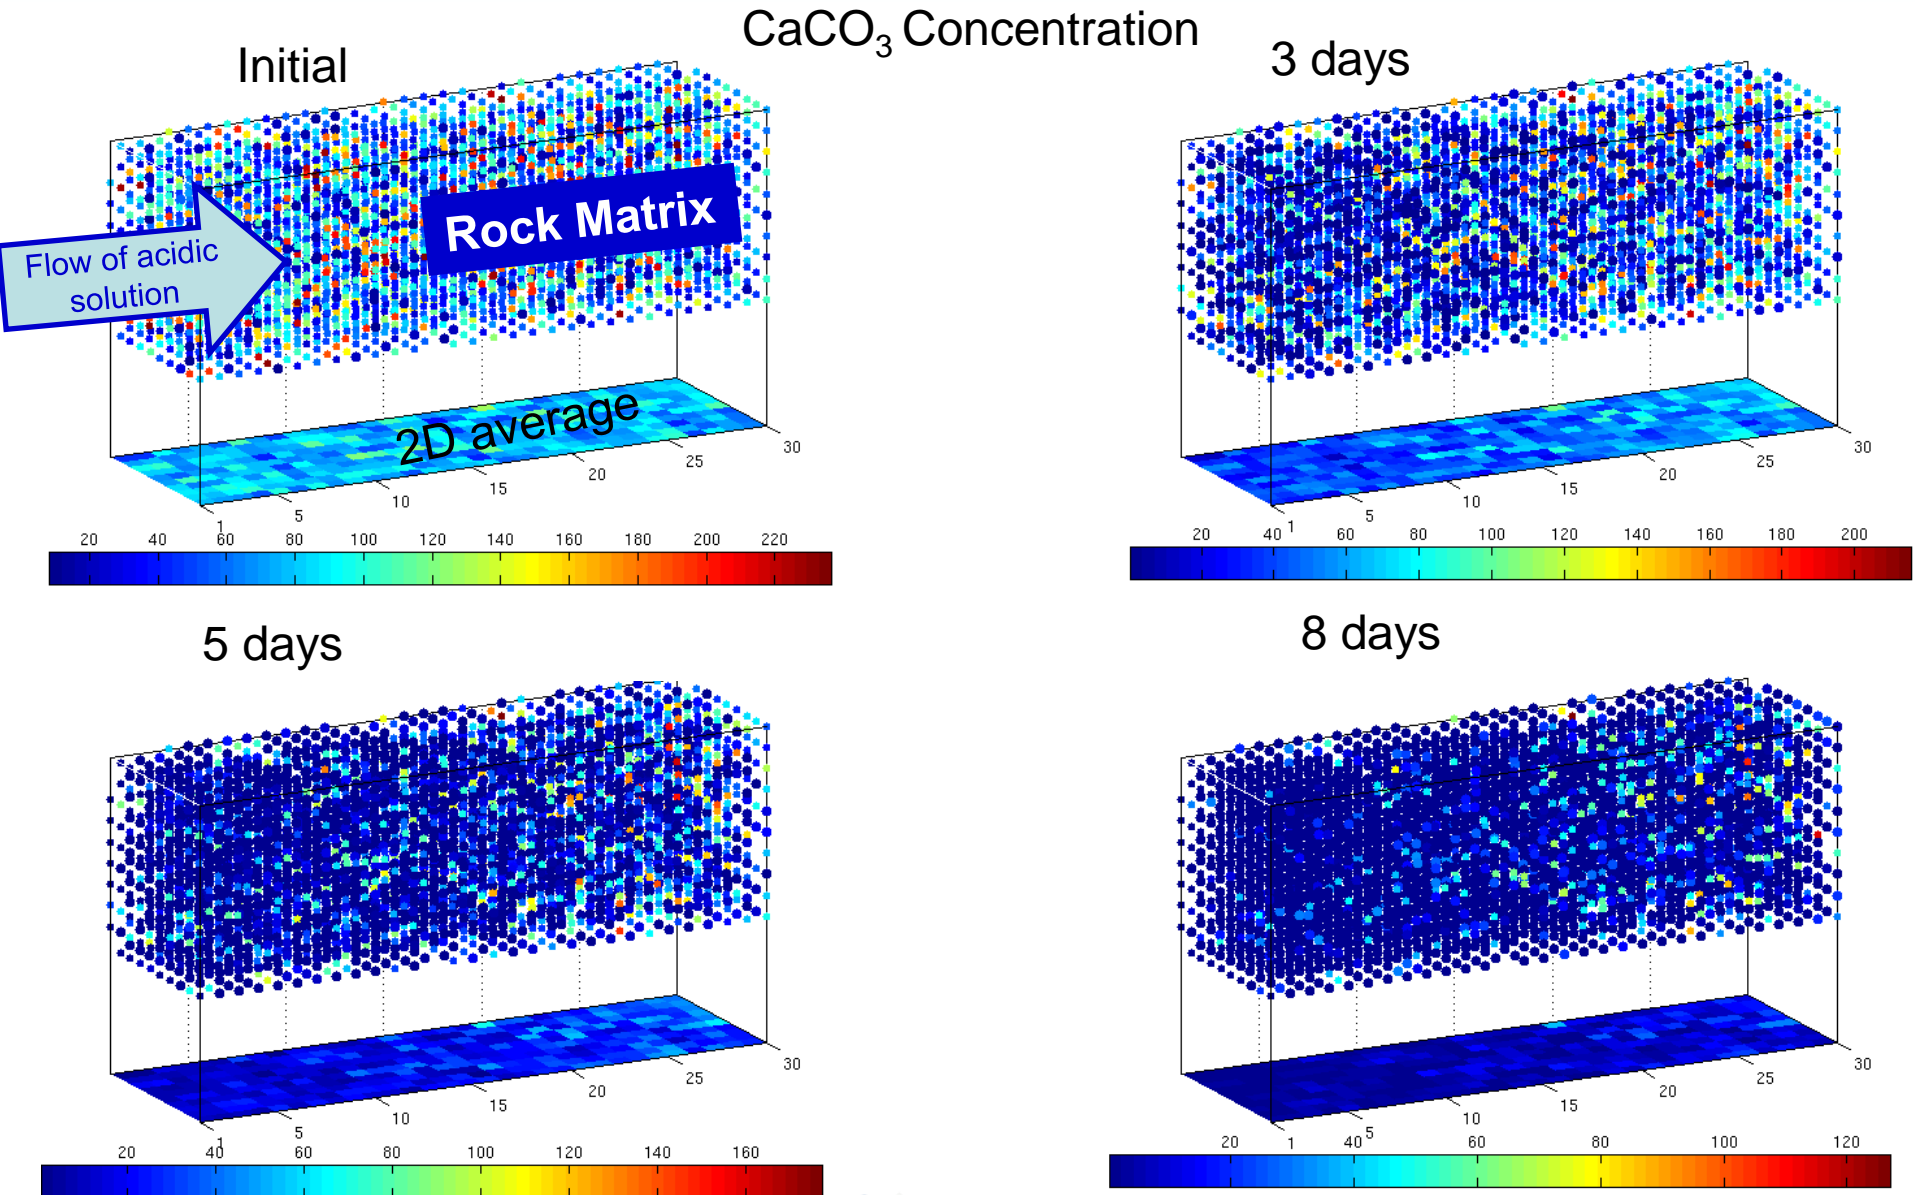 CaCO₃ Concentration
Initial
Flow of acidic
solution
Rock Matrix
2D average
1 5 10 15 20 25 30
20 40 60 80 100 120 140 160 180 200 220
3 days
1 5 10 15 20 25 30
20 40 60 80 100 120 140 160 180 200
5 days
1 5 10 15 20 25 30
20 40 60 80 100 120 140 160
8 days
1 5 10 15 20 25 30
20 40 60 80 100 120